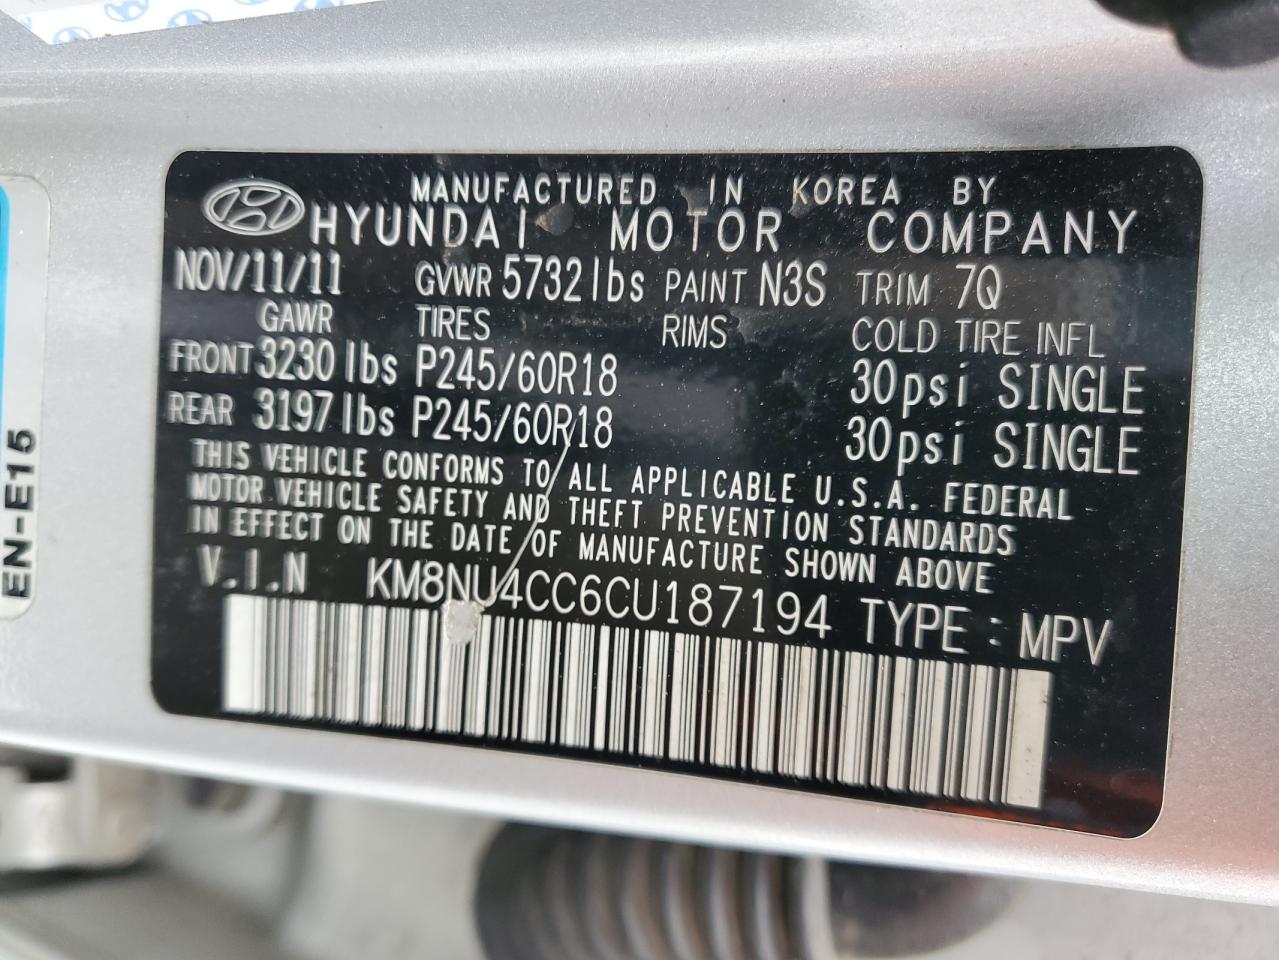 MANUFACTURED IN KOREA BY
HYUNDAI MOTOR COMPANY
NOV/11/11 GVWR 5732lbs PAINT N3S TRIM 7Q
GAWR TIRES RIMS COLD TIRE INFL
FRONT 3230lbs P245/60R18 30psi SINGLE
REAR 3197lbs P245/60R18 30psi SINGLE
THIS VEHICLE CONFORMS TO ALL APPLICABLE U.S.A. FEDERAL
MOTOR VEHICLE SAFETY AND THEFT PREVENTION STANDARDS
IN EFFECT ON THE DATE OF MANUFACTURE SHOWN ABOVE
V.I.N KM8NU4CC6CU187194 TYPE : MPV
EN-E15